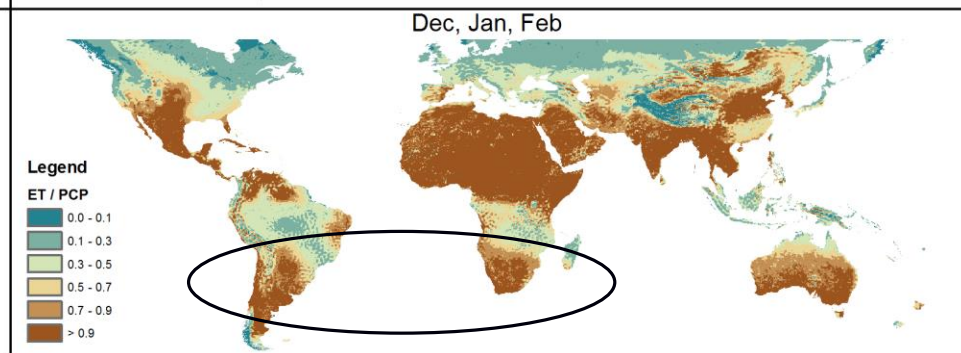 Dec, Jan, Feb
Legend
ET / PCP
0.0 - 0.1
0.1 - 0.3
0.3 - 0.5
0.5 - 0.7
0.7 - 0.9
> 0.9